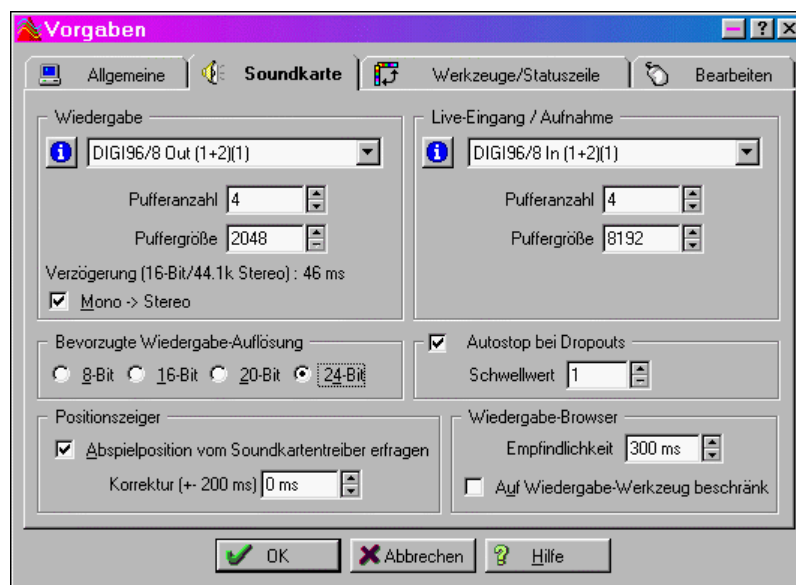 Vorgaben
Allgemeine
Soundkarte
Werkzeuge/Statuszeile
Bearbeiten
Wiedergabe
DIGI96/8 Out (1+2)(1)
Pufferanzahl 4
Puffergröße 2048
Verzögerung (16-Bit/44.1k Stereo) : 46 ms
Mono -> Stereo
Live-Eingang / Aufnahme
DIGI96/8 In (1+2)(1)
Pufferanzahl 4
Puffergröße 8192
Bevorzugte Wiedergabe-Auflösung
8-Bit 16-Bit 20-Bit 24-Bit
Autostop bei Dropouts
Schwellwert 1
Positionszeiger
Abspielposition vom Soundkartentreiber erfragen
Korrektur (+- 200 ms) 0 ms
Wiedergabe-Browser
Empfindlichkeit 300 ms
Auf Wiedergabe-Werkzeug beschränk
OK
Abbrechen
Hilfe